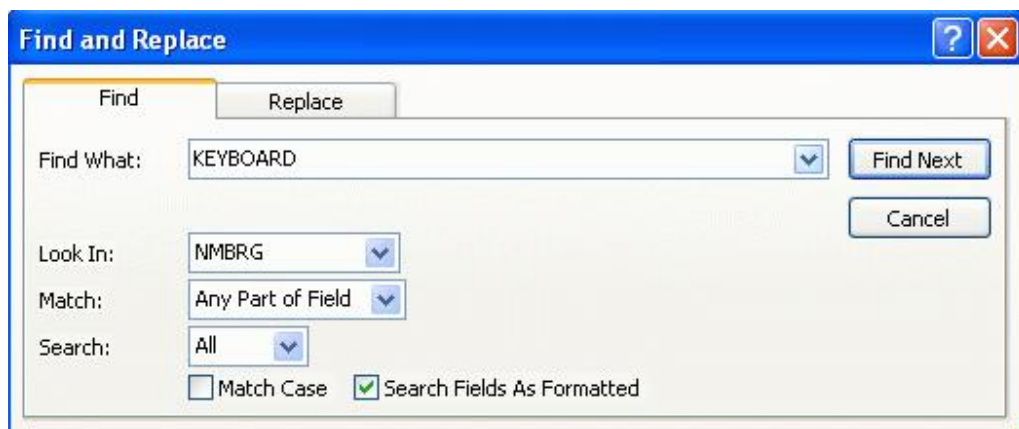 Find and Replace
Find Replace
Find What: KEYBOARD Find Next
Cancel
Look In: NMBRG
Match: Any Part of Field
Search: All
Match Case Search Fields As Formatted